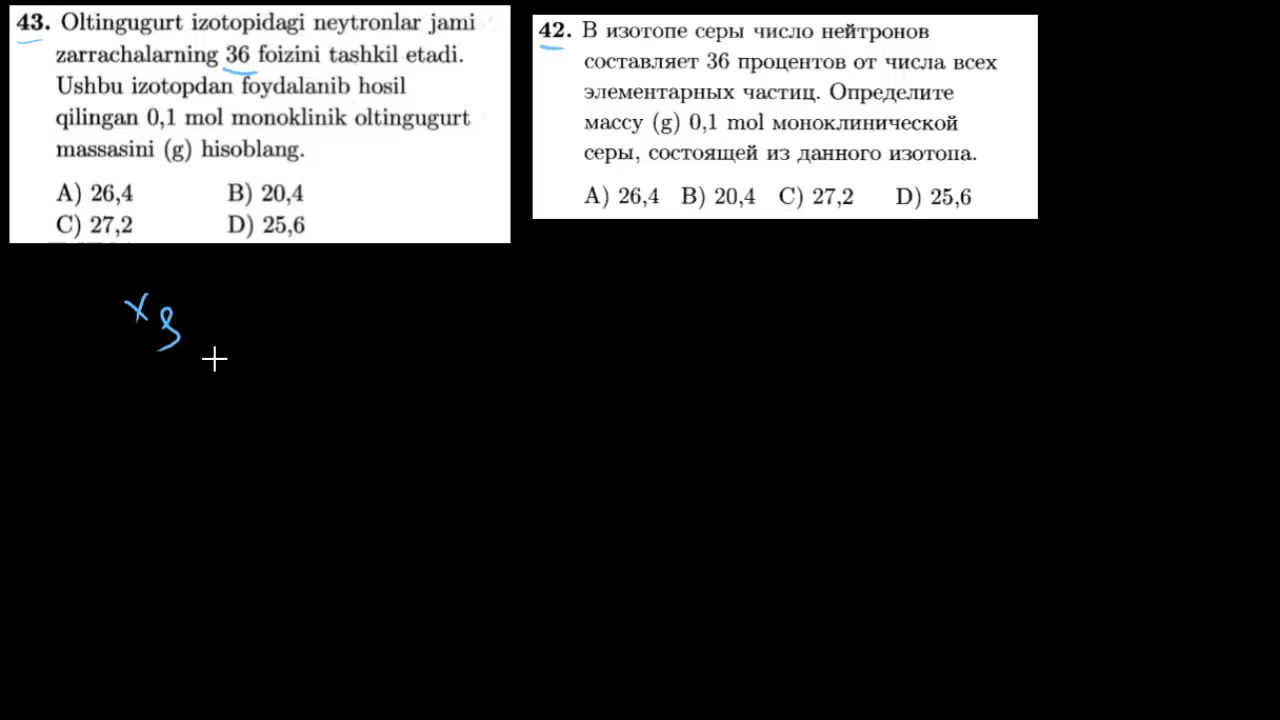 43. Oltingugurt izotopidagi neytronlar jami
zarrachalarning 36 foizini tashkil etadi.
Ushbu izotopdan foydalanib hosil
qilingan 0,1 mol monoklinik oltingugurt
massasini (g) hisoblang.
A) 26,4 B) 20,4
C) 27,2 D) 25,6
42. В изотопе серы число нейтронов
составляет 36 процентов от числа всех
элементарных частиц. Определите
массу (g) 0,1 mol моноклинической
серы, состоящей из данного изотопа.
A) 26,4 B) 20,4 C) 27,2 D) 25,6